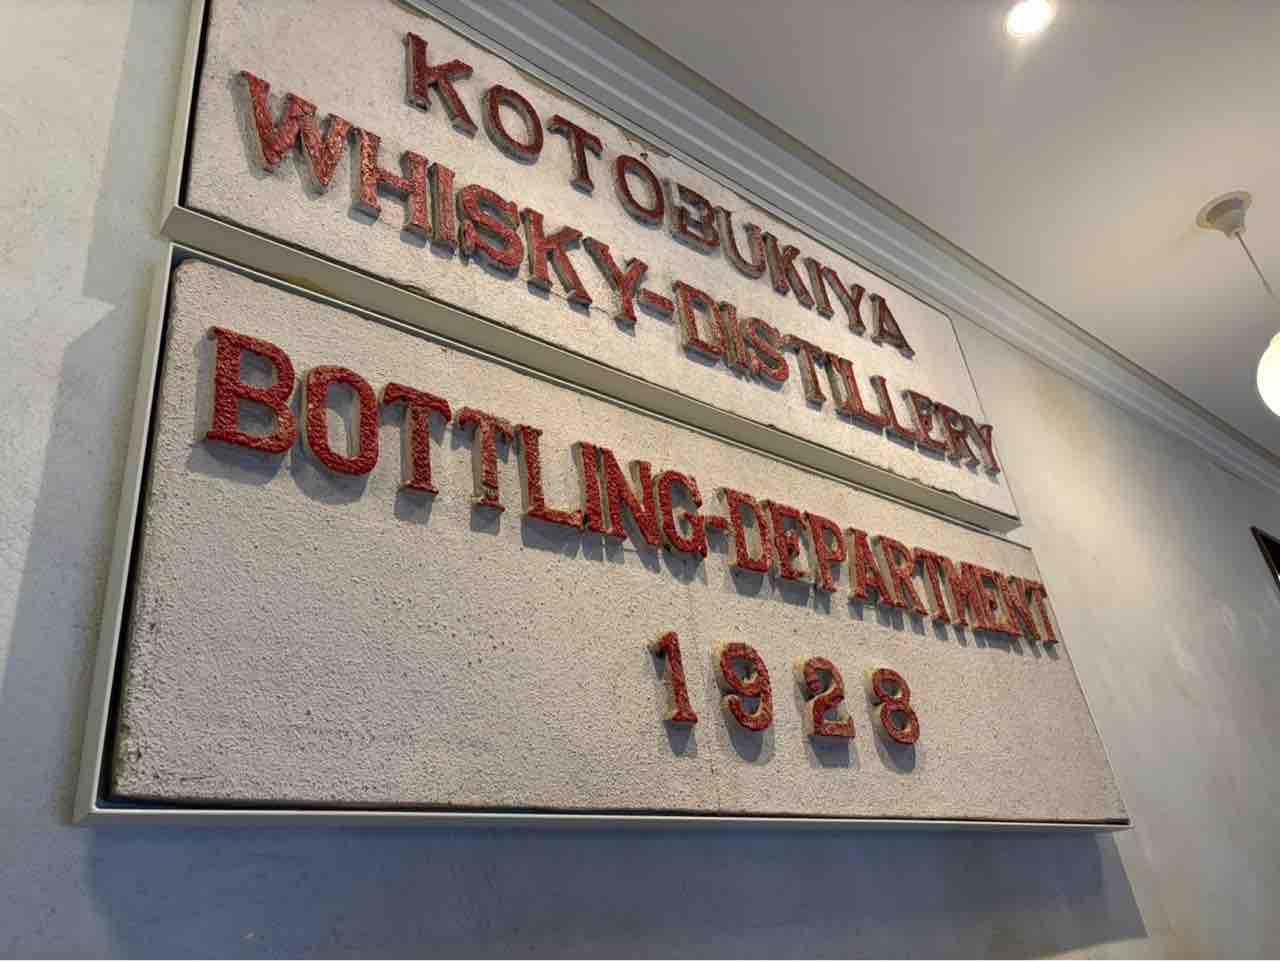 KOTOBUKIYA
WHISKY-DISTILLERY
BOTTLING-DEPARTMENT
1928